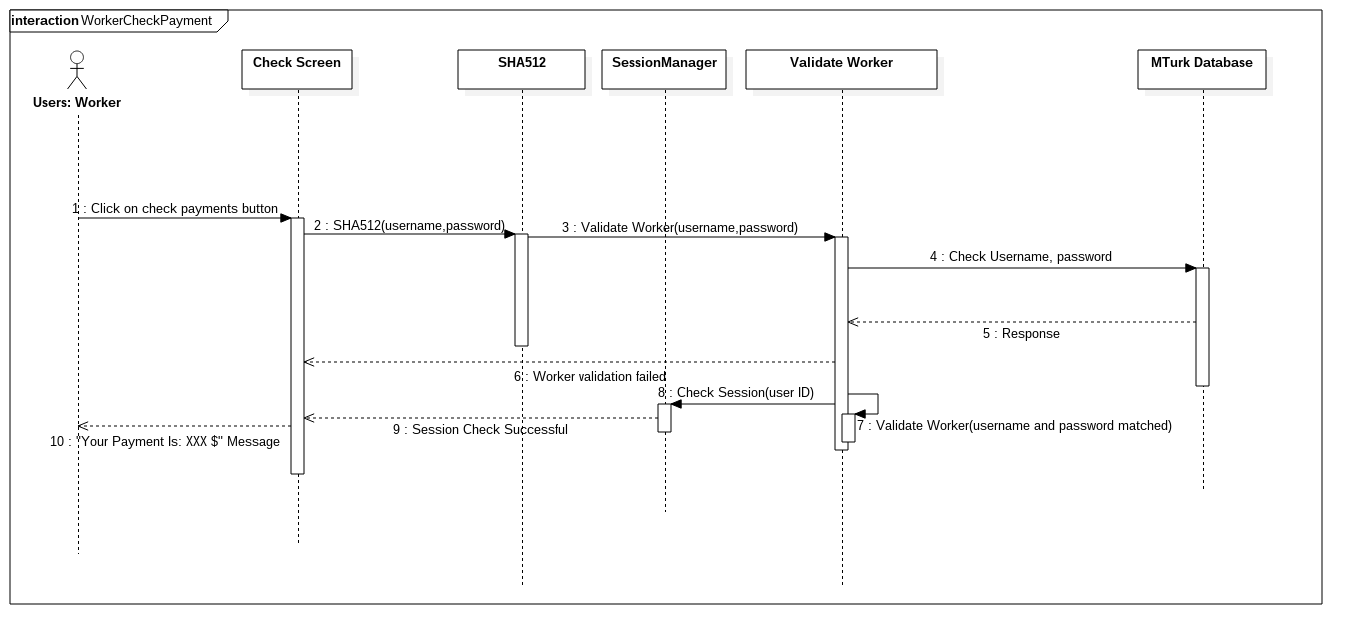 interaction WorkerCheckPayment
Users: Worker
Check Screen
SHA512
SessionManager
Validate Worker
MTurk Database
1 : Click on check payments button
2 : SHA512(username,password)
3 : Validate Worker(username,password)
4 : Check Username, password
5 : Response
6 : Worker validation failed
8 : Check Session(user ID)
7 : Validate Worker(username and password matched)
9 : Session Check Successful
10 : "Your Payment Is: XXX $" Message